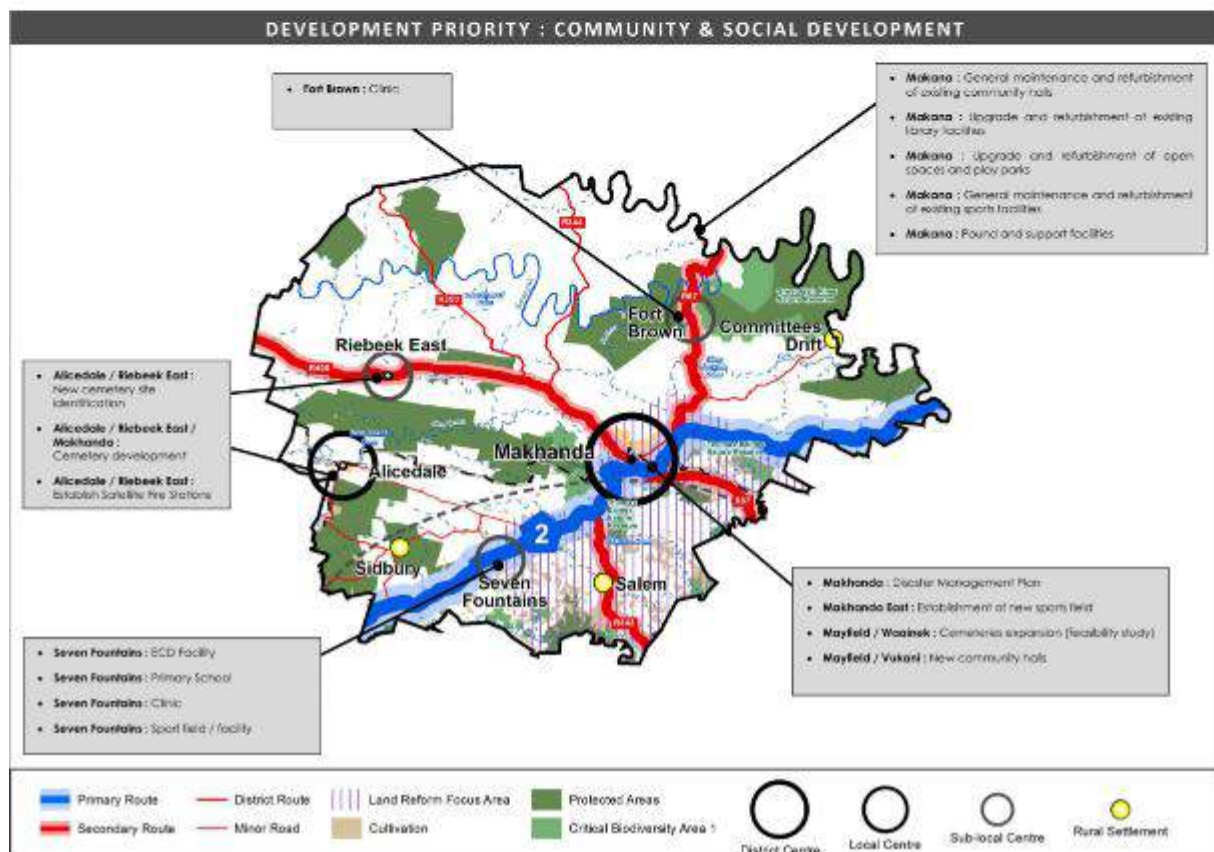 DEVELOPMENT PRIORITY : COMMUNITY & SOCIAL DEVELOPMENT
• Fort Brown : Clinic
• Makana : General maintenance and refurbishment
of existing community halls
• Makana : Upgrade and refurbishment of existing
library facilities
• Makana : Upgrade and refurbishment of open
spaces and play parks
• Makana : General maintenance and refurbishment
of existing sports facilities
• Makana : Pound and support facilities
R344
R67
Fort
Brown
Committees
Drift
Riebeek East
R400
• Alicedale / Riebeek East :
New cemetery site
identification
• Alicedale / Riebeek East /
Makhanda :
Cemetery development
• Alicedale / Riebeek East :
Establish Satellite Fire Stations
Makhanda
Alicedale
R67
2
Sidbury
Seven
Fountains
Salem
R343
• Makhanda : Disaster Management Plan
• Makhanda East : Establishment of new sports field
• Mayfield / Waainek : Cemeteries expansion (feasibility study)
• Mayfield / Vukani : New community halls
• Seven Fountains : ECD Facility
• Seven Fountains : Primary School
• Seven Fountains : Clinic
• Seven Fountains : Sport field / facility
Primary Route
District Route
Land Reform Focus Area
Protected Areas
Secondary Route
Minor Road
Cultivation
Critical Biodiversity Area 1
District Centre
Local Centre
Sub-local Centre
Rural Settlement